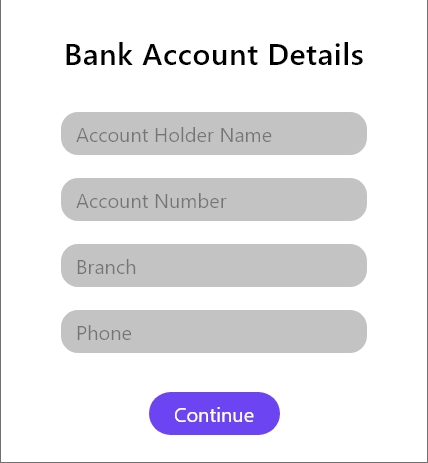 Bank Account Details
Account Holder Name
Account Number
Branch
Phone
Continue